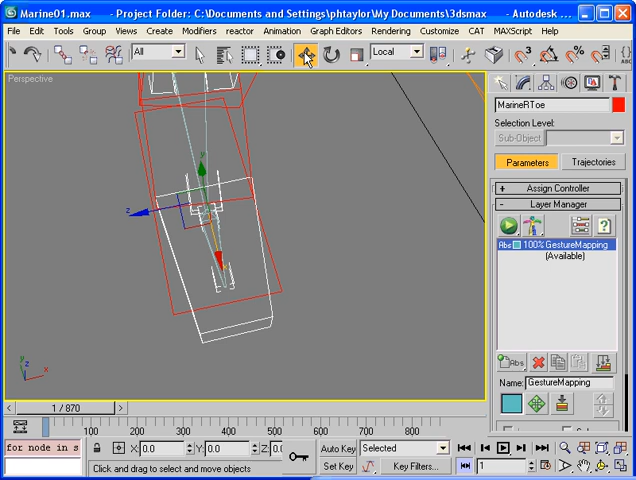 Marine01.max - Project Folder: C:\Documents and Settings\phtaylor\My Documents\3dsmax - Autodesk
File Edit Tools Group Views Create Modifiers reactor Animation Graph Editors Rendering Customize CAT MAXScript Help
All Local
Perspective
y
z
MarineRToe
Selection Level:
Sub-Object
Parameters Trajectories
+ Assign Controller
- Layer Manager
Abs 100% GestureMapping
(Available)
Abs
Name: GestureMapping
y
z
x
< 1 / 870 >
100 200 300 400 500 600 700 800
for node in s
X: 0.0 Y: 0.0 Z: 0.0
Click and drag to select and move objects
Auto Key Selected
Set Key Key Filters...
1